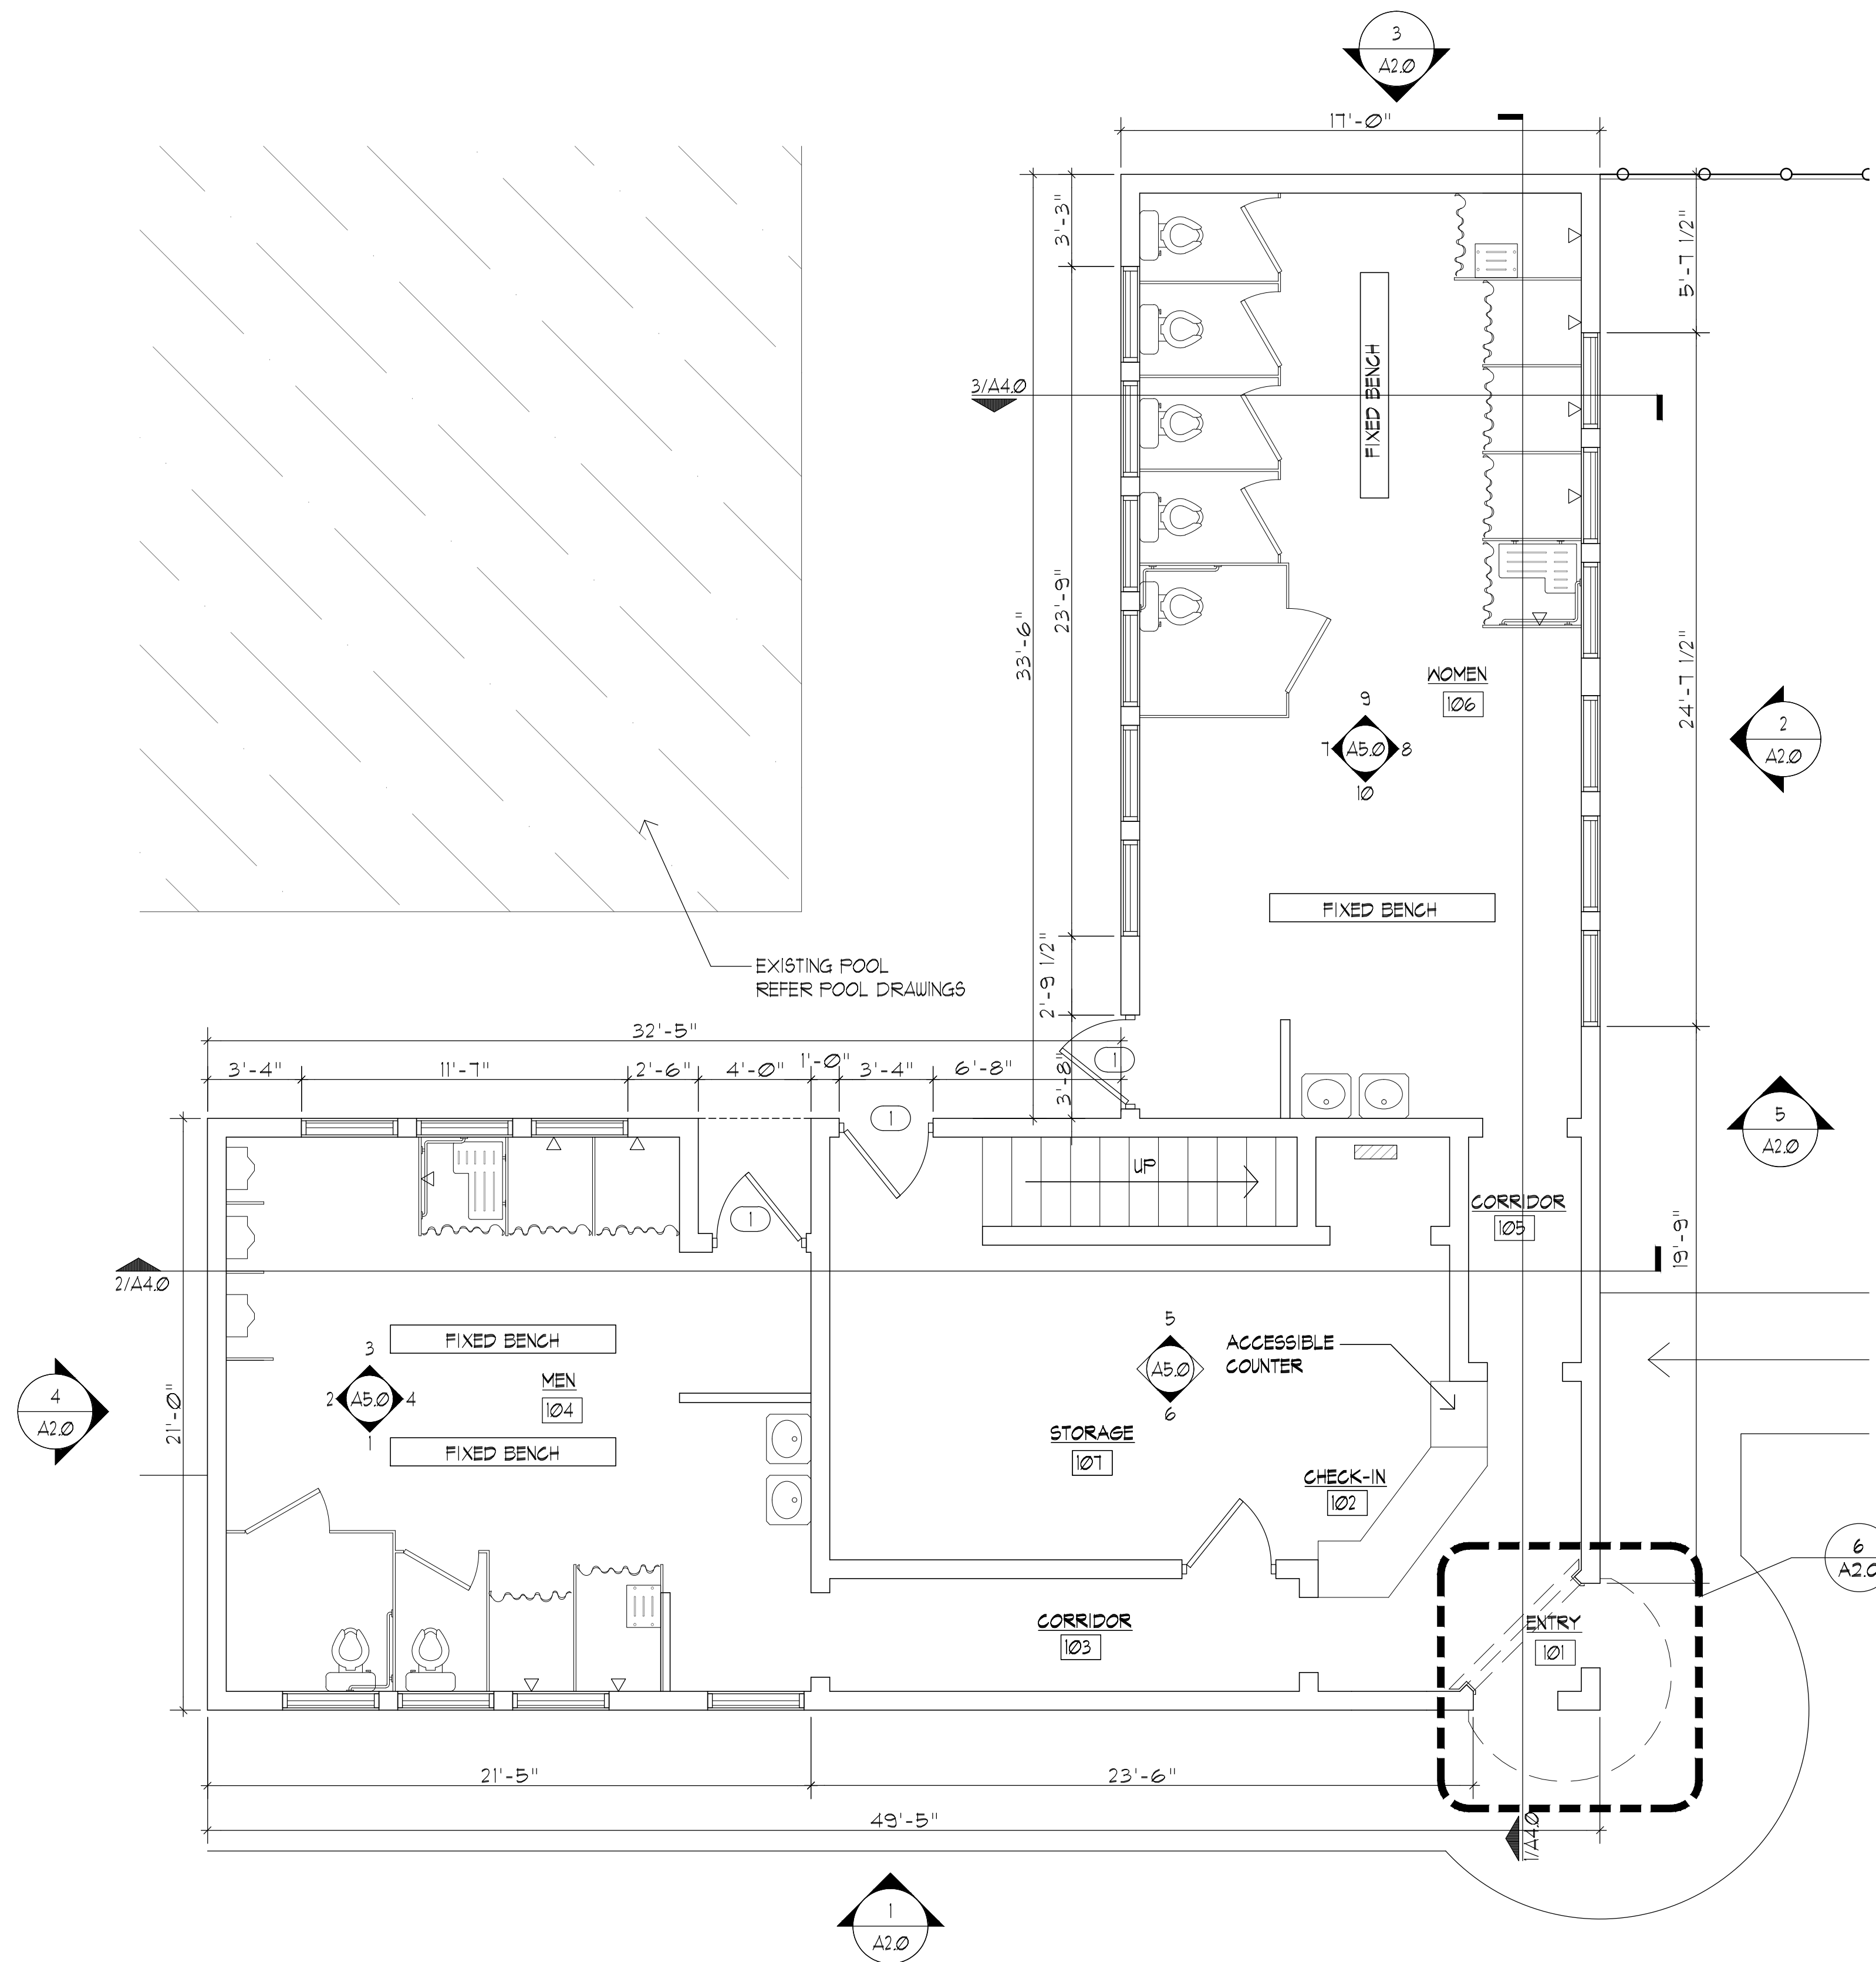 3
A2.0
17'-0"
3'-3"
5'-7 1/2"
3/A4.0
FIXED BENCH
33'-6"
23'-9"
24'-7 1/2"
WOMEN
106
9
7 A5.0 8
10
2
A2.0
FIXED BENCH
EXISTING POOL
REFER POOL DRAWINGS
2'-9 1/2"
32'-5"
1'-0"
3'-4"
11'-7"
2'-6"
4'-0"
3'-4"
6'-8"
3'-8"
1
1
1
5
A2.0
UP
CORRIDOR
105
19'-9"
2/A4.0
FIXED BENCH
3
2 A5.0 4
1
MEN
104
FIXED BENCH
4
A2.0
21'-0"
5
A5.0
6
ACCESSIBLE
COUNTER
STORAGE
107
CHECK-IN
102
6
A2.0
CORRIDOR
103
ENTRY
101
21'-5"
23'-6"
49'-5"
1/A4.0
1
A2.0